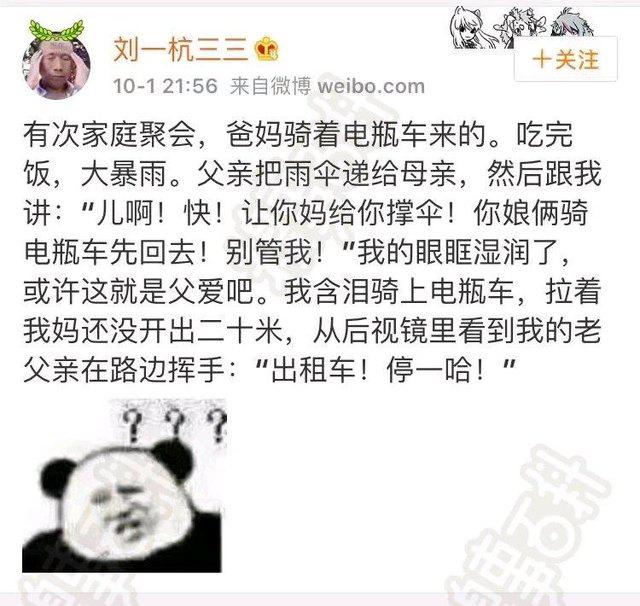 刘一杭三三
+关注
10-1 21:56 来自微博 weibo.com
有次家庭聚会，爸妈骑着电瓶车来的。吃完
饭，大暴雨。父亲把雨伞递给母亲，然后跟我
讲：“儿啊！快！让你妈给你撑伞！你娘俩骑
电瓶车先回去！别管我！”我的眼眶湿润了，
或许这就是父爱吧。我含泪骑上电瓶车，拉着
我妈还没开出二十米，从后视镜里看到我的老
父亲在路边挥手：“出租车！停一哈！”
? ? ?